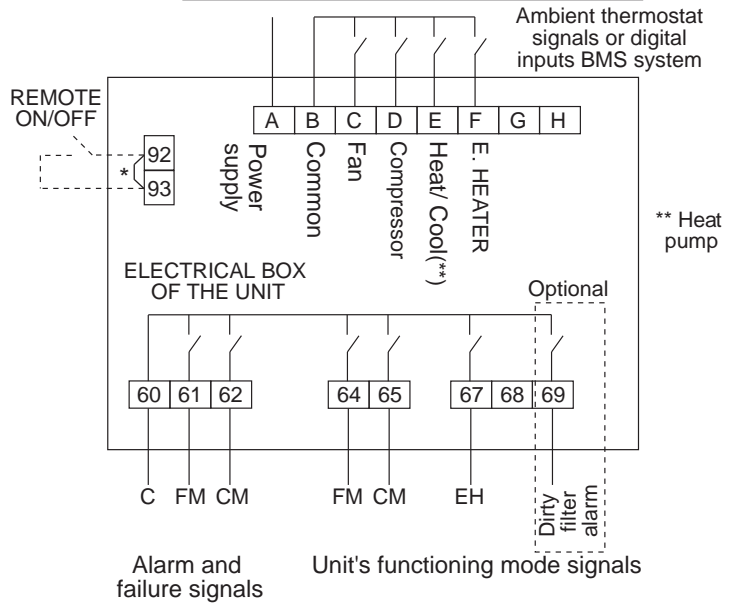 Ambient thermostat
signals or digital
inputs BMS system
REMOTE
ON/OFF
A B C D E F G H
92
*
93
Power
supply
Common
Fan
Compressor
Heat/ Cool(**)
E. HEATER
** Heat
pump
ELECTRICAL BOX
OF THE UNIT
Optional
60 61 62 64 65 67 68 69
C FM CM FM CM EH
Dirty
filter
alarm
Alarm and
failure signals
Unit's functioning mode signals